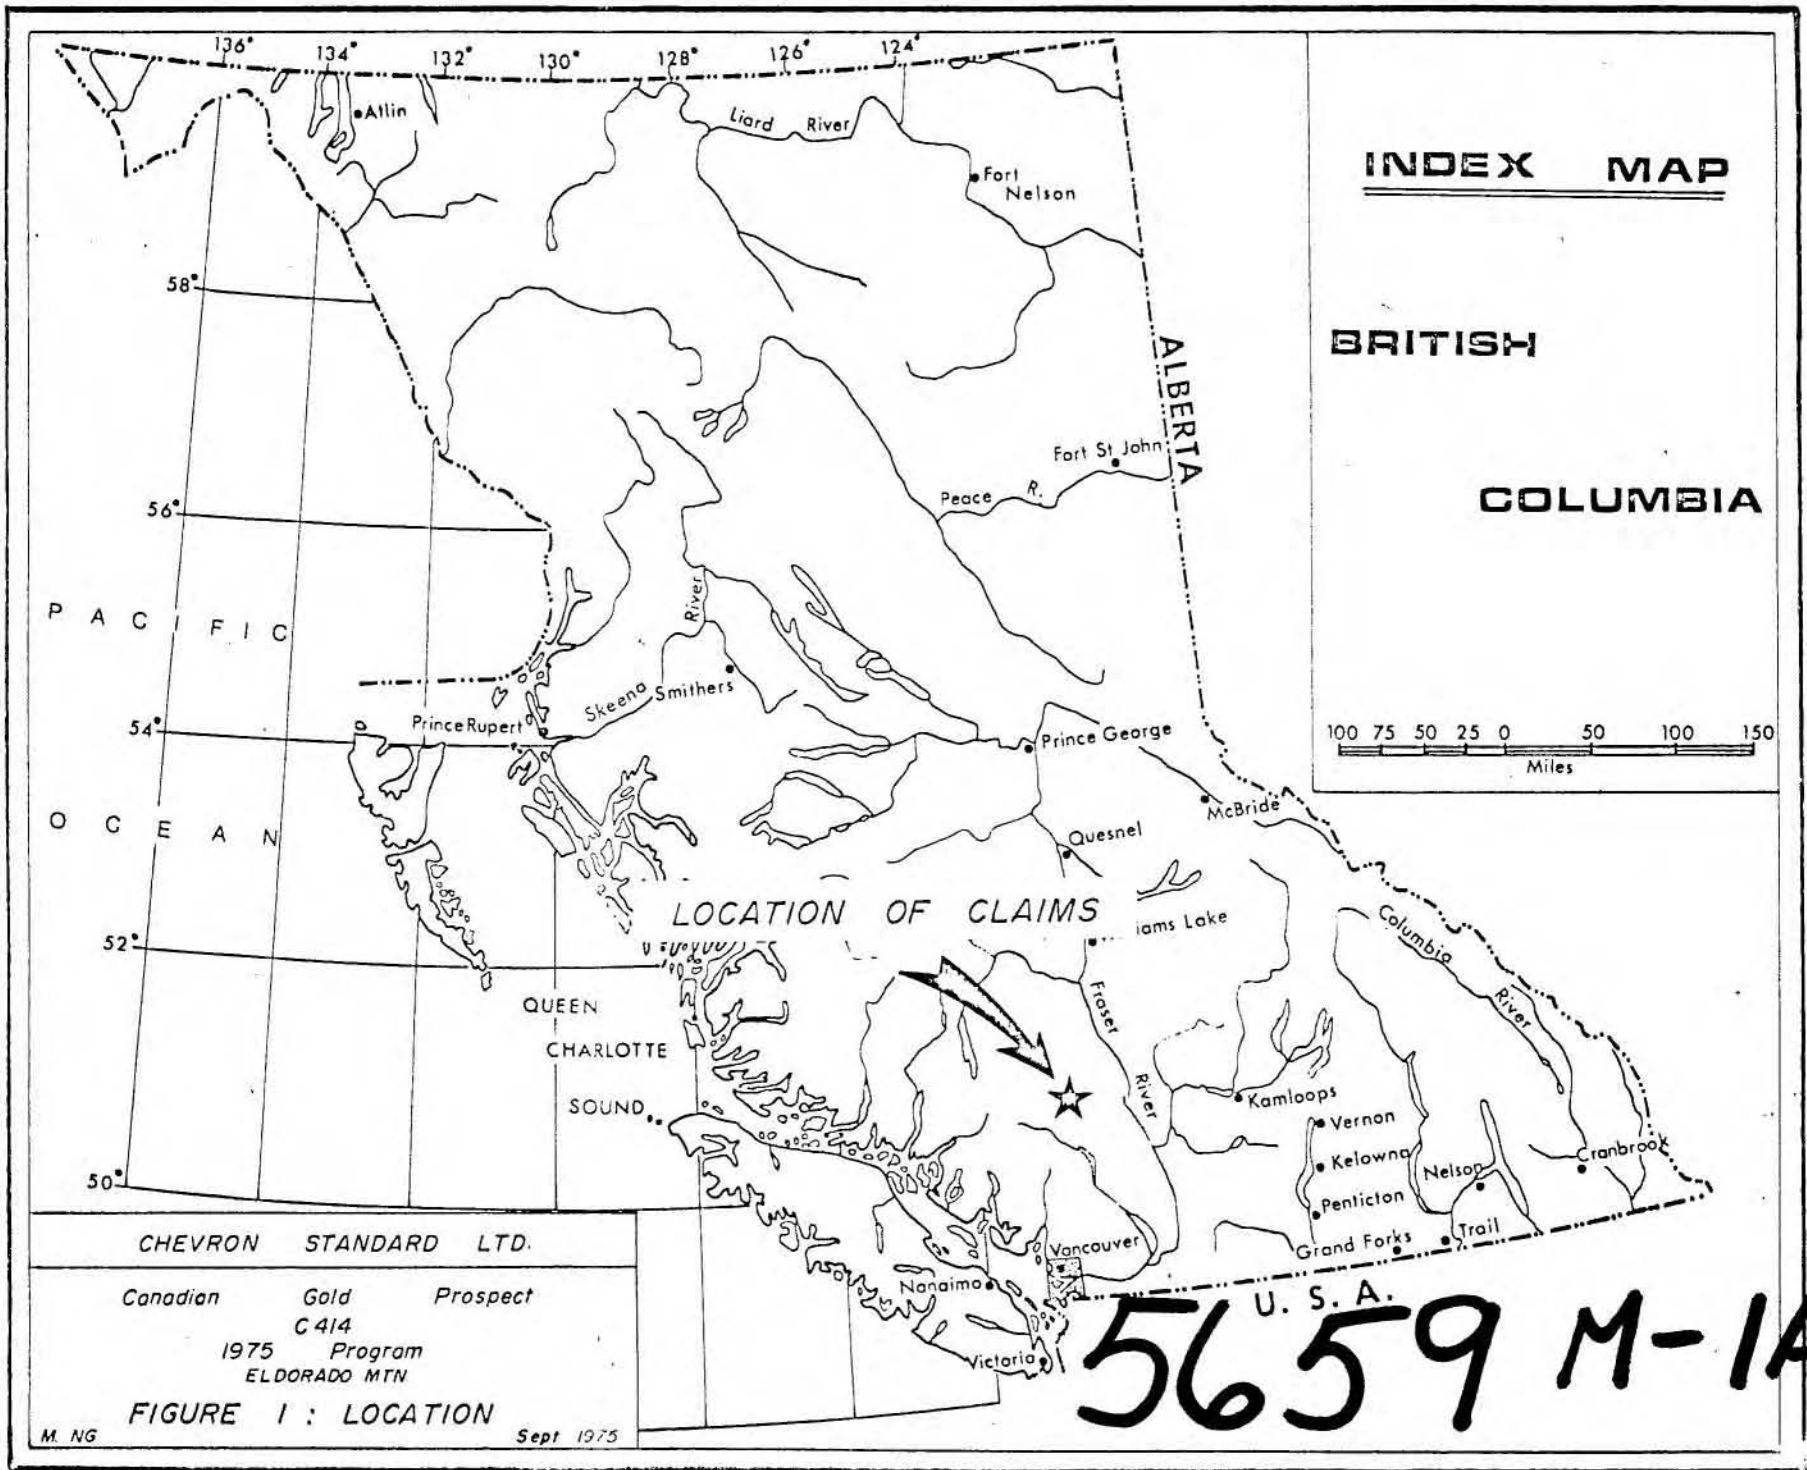 136° 134° 132° 130° 128° 126° 124°
Atlin
Liard River
Fort
Nelson
INDEX MAP
BRITISH
COLUMBIA
58°
ALBERTA
Fort St John
Peace R.
56°
PACIFIC
OCEAN
River
Skeena
Smithers
Prince Rupert
54°
Prince George
100 75 50 25 0 50 100 150
Miles
McBride
Quesnel
LOCATION OF CLAIMS
iams Lake
Columbia
River
52°
QUEEN
CHARLOTTE
SOUND
Fraser
River
Kamloops
Vernon
Kelowna
Nelson
Cranbrook
Penticton
50°
Grand Forks
Trail
Vancouver
Nanaimo
Victoria
U. S. A.
CHEVRON STANDARD LTD.
Canadian Gold Prospect
C 414
1975 Program
ELDORADO MTN
FIGURE 1 : LOCATION
M. NG Sept 1975
5659 M-1A